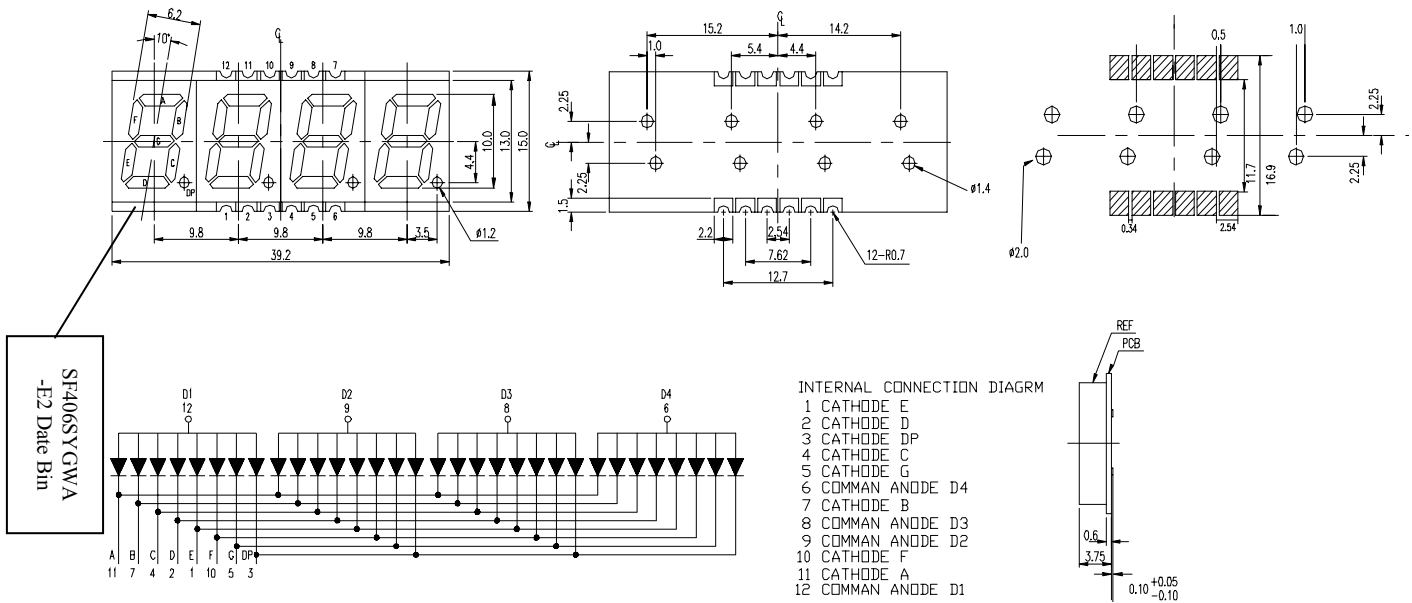 6.2
10°
℄
12 11 10 9 8 7
A
F B
G
E C
D
DP
1 2 3 4 5 6
4.4
10.0
13.0
15.0
9.8 9.8 9.8 3.5
ø1.2
39.2
℄
15.2 14.2
1.0
5.4 4.4
2.25
℄
2.25
ø1.4
1.5
2.2 2.54
7.62
12-R0.7
12.7
0.5 1.0
2.25
2.25
11.7
16.9
0.34 2.54
ø2.0
SF406SYGWA
-E2 Date Bin
D1 D2 D3 D4
12 9 8 6
A B C D E F G DP
11 7 4 2 1 10 5 3
INTERNAL CONNECTION DIAGRM
1 CATHODE E
2 CATHODE D
3 CATHODE DP
4 CATHODE C
5 CATHODE G
6 COMMAN ANODE D4
7 CATHODE B
8 COMMAN ANODE D3
9 COMMAN ANODE D2
10 CATHODE F
11 CATHODE A
12 COMMAN ANODE D1
REF
PCB
0.6
3.75
0.10 +0.05
-0.10